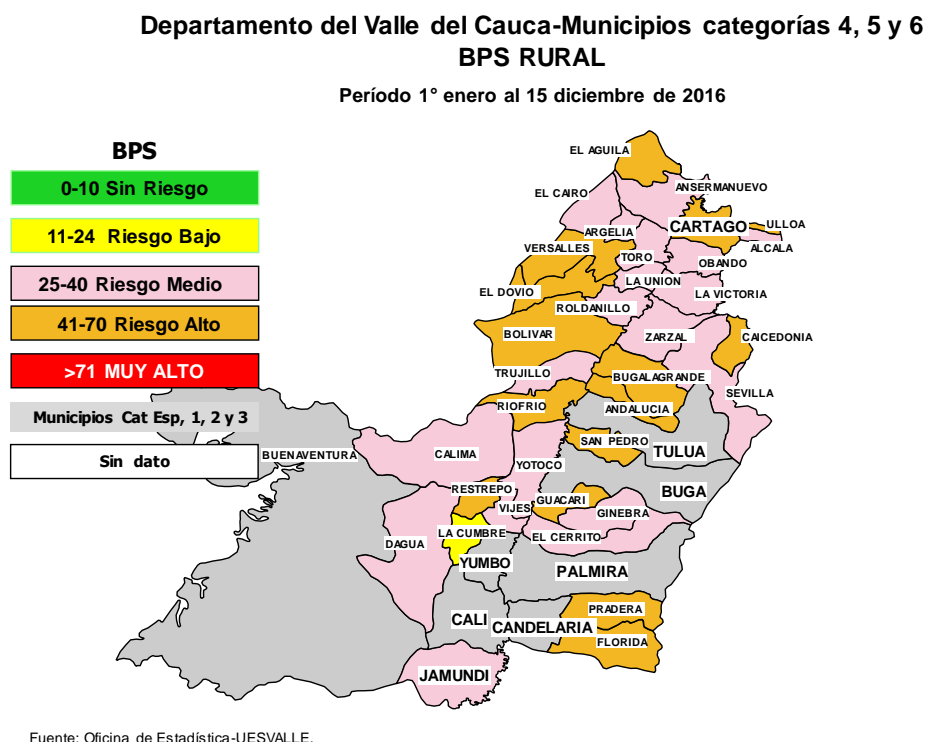 Departamento del Valle del Cauca-Municipios categorías 4, 5 y 6
BPS RURAL
Período 1° enero al 15 diciembre de 2016
BPS
0-10 Sin Riesgo
11-24 Riesgo Bajo
25-40 Riesgo Medio
41-70 Riesgo Alto
>71 MUY ALTO
Municipios Cat Esp, 1, 2 y 3
Sin dato
EL AGUILA
EL CAIRO
ANSERMANUEVO
CARTAGO
ULLOA
ARGELIA
ALCALA
VERSALLES
TORO
OBANDO
LA UNION
EL DOVIO
LA VICTORIA
ROLDANILLO
BOLIVAR
ZARZAL
CAICEDONIA
TRUJILLO
BUGALAGRANDE
SEVILLA
RIOFRIO
ANDALUCIA
SAN PEDRO
TULUA
BUENAVENTURA
CALIMA
YOTOCO
RESTREPO
BUGA
GUACARI
VIJES
GINEBRA
LA CUMBRE
EL CERRITO
DAGUA
YUMBO
PALMIRA
PRADERA
CALI
CANDELARIA
FLORIDA
JAMUNDI
Fuente: Oficina de Estadística-UESVALLE.